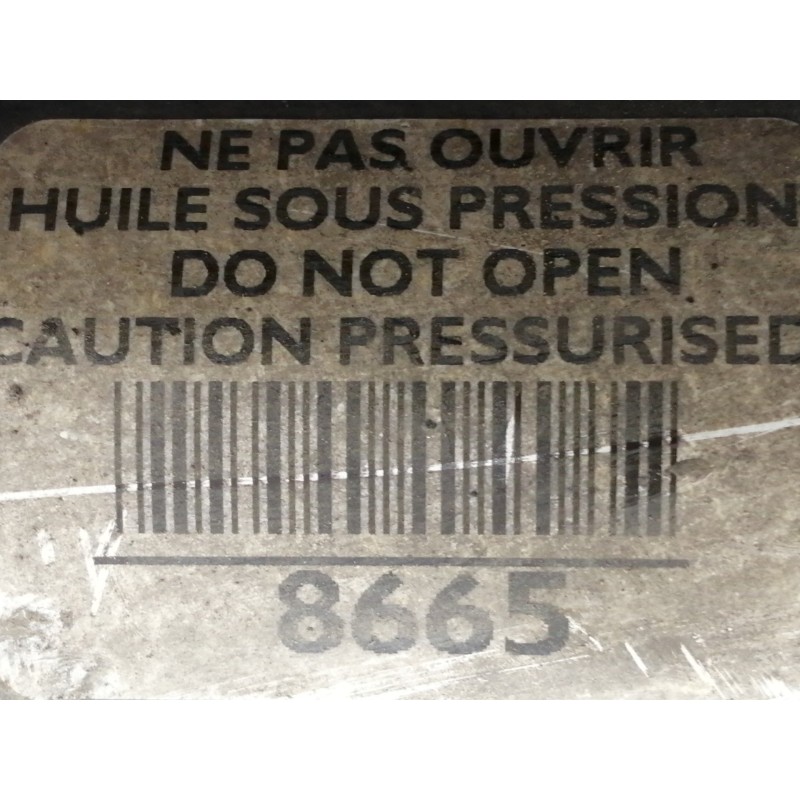 NE PAS OUVRIR
HUILE SOUS PRESSION
DO NOT OPEN
CAUTION PRESSURISED
8665